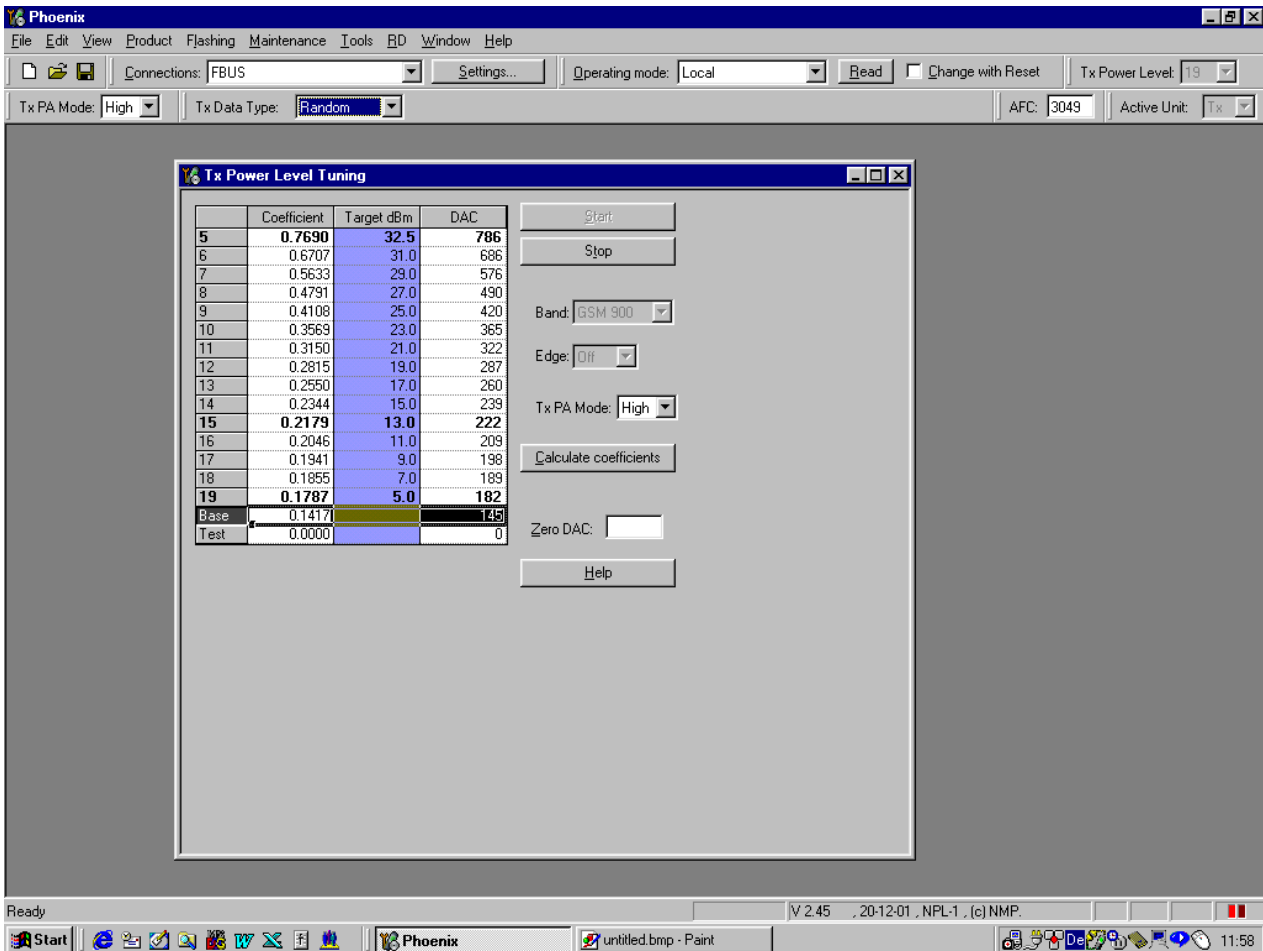 Phoenix
File Edit View Product Flashing Maintenance Tools RD Window Help
Connections: FBUS Settings... Operating mode: Local Read Change with Reset Tx Power Level: 19
Tx PA Mode: High Tx Data Type: Random AFC: 3049 Active Unit: Tx
Tx Power Level Tuning
Coefficient Target dBm DAC
5 0.7690 32.5 786
6 0.6707 31.0 686
7 0.5633 29.0 576
8 0.4791 27.0 490
9 0.4108 25.0 420
10 0.3569 23.0 365
11 0.3150 21.0 322
12 0.2815 19.0 287
13 0.2550 17.0 260
14 0.2344 15.0 239
15 0.2179 13.0 222
16 0.2046 11.0 209
17 0.1941 9.0 198
18 0.1855 7.0 189
19 0.1787 5.0 182
Base 0.1417 145
Test 0.0000 0
Start
Stop
Band: GSM 900
Edge: Off
Tx PA Mode: High
Calculate coefficients
Zero DAC:
Help
Ready V 2.45 , 20-12-01 , NPL-1 , (c) NMP.
Start Phoenix untitled.bmp - Paint De 11:58